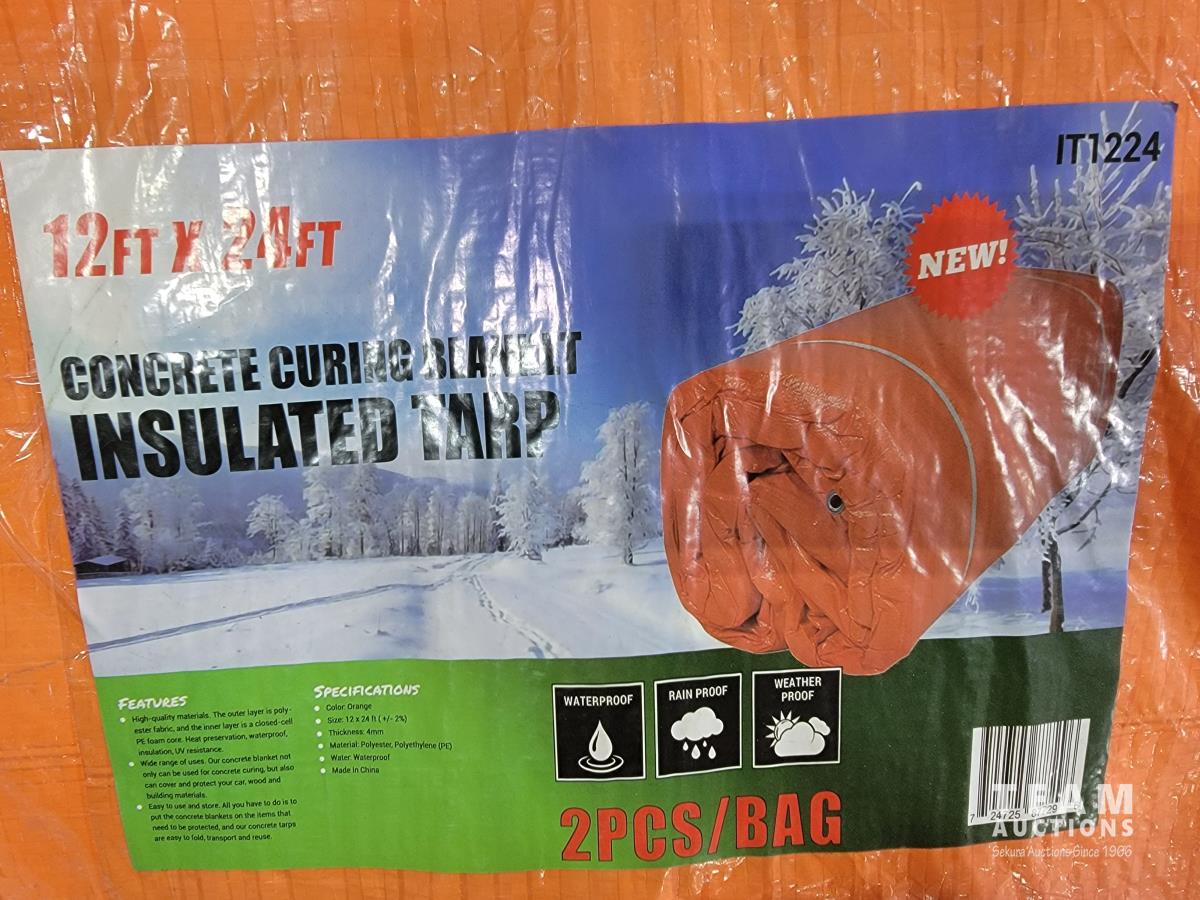 IT1224
12FT X 24FT
NEW!
CONCRETE CURING BLANKET
INSULATED TARP
FEATURES
High-quality materials. The outer layer is poly-
ester fabric, and the inner layer is a closed-cell
PE foam core. Heat preservation, waterproof,
insulation, UV resistance.
Wide range of uses. Our concrete blanket not
only can be used for concrete curing, but also
can cover and protect your car, wood and
building materials.
Easy to use and store. All you have to do is to
put the concrete blankets on the items that
need to be protected, and our concrete tarps
are easy to fold, transport and reuse.
SPECIFICATIONS
Color: Orange
Size: 12 x 24 ft (+/- 2%)
Thickness: 4mm
Material: Polyester, Polyethylene (PE)
Water: Waterproof
Made In China
WATERPROOF
RAIN PROOF
WEATHER
PROOF
2PCS/BAG
7 24725
TEAM
AUCTIONS
Sekura Auctions Since 1966